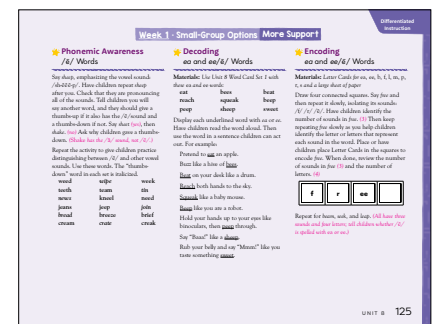 Differentiated
Instruction
Week 1 · Small-Group Options More Support
Phonemic Awareness
/ē/ Words
Say sheep, emphasizing the vowel sound:
/sh-ēēē-p/. Have children repeat sheep
after you. Check that they are pronouncing
all of the sounds. Tell children you will
say another word, and they should give a
thumbs-up if it also has the /ē/sound and
a thumbs-down if not. Say sheet (yes), then
shake. (no) Ask why children gave a thumbs-
down. (Shake has the /ā/ sound, not /ē/.)
Repeat the activity to give children practice
distinguishing between /ē/ and other vowel
sounds. Use these words. The "thumbs-
down" word in each set is italicized.
weed wipe week
teeth team tin
news kneel need
jeans jeep join
bread breeze brief
cream crate creak
Decoding
ea and ee/ē/ Words
Materials: Use Unit 8 Word Card Set 1 with
these ea and ee words:
eat bees beat
reach squeak beep
peep sheep sweet
Display each underlined word with ea or ee.
Have children read the word aloud. Then
use the word in a sentence children can act
out. For example:
Pretend to eat an apple.
Buzz like a hive of bees.
Beat on your desk like a drum.
Reach both hands to the sky.
Squeak like a baby mouse.
Beep like you are a robot.
Hold your hands up to your eyes like
binoculars, then peep through.
Say "Baaa!" like a sheep.
Rub your belly and say "Mmm!" like you
taste something sweet.
Encoding
ea and ee/ē/ Words
Materials: Letter Cards for ea, ee, b, f, l, m, p,
r, s and a large sheet of paper
Draw four connected squares. Say free and
then repeat it slowly, isolating its sounds:
/f/ /r/ /ē/. Have children identify the
number of sounds in free. (3) Then keep
repeating free slowly as you help children
identify the letter or letters that represent
each sound in the word. Place or have
children place Letter Cards in the squares to
encode free. When done, review the number
of sounds in free (3) and the number of
letters. (4)
f r ee
Repeat for beam, seek, and leap. (All have three
sounds and four letters; tell children whether /ē/
is spelled with ea or ee.)
UNIT 8 125